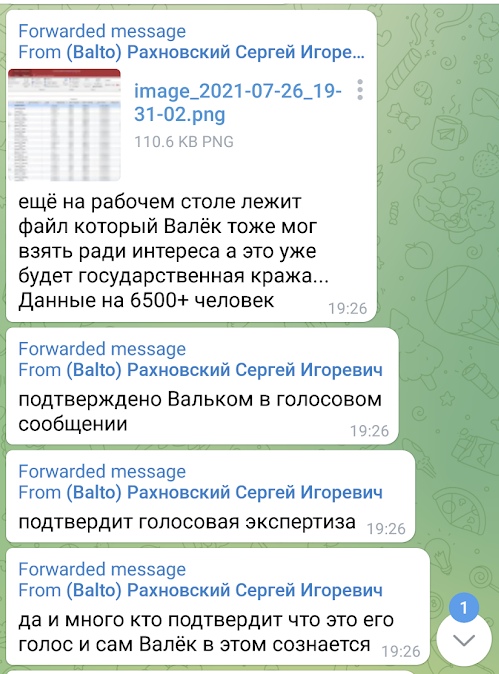 Forwarded message
From (Balto) Рахновский Сергей Игоре...
image_2021-07-26_19-
31-02.png
110.6 KB PNG
ещё на рабочем столе лежит
файл который Валёк тоже мог
взять ради интереса а это уже
будет государственная кража...
Данные на 6500+ человек
19:26
Forwarded message
From (Balto) Рахновский Сергей Игоревич
подтверждено Вальком в голосовом
сообщении
19:26
Forwarded message
From (Balto) Рахновский Сергей Игоревич
подтвердит голосовая экспертиза 19:26
Forwarded message
From (Balto) Рахновский Сергей Игоревич
да и много кто подтвердит что это его
голос и сам Валёк в этом сознается 19:26
1